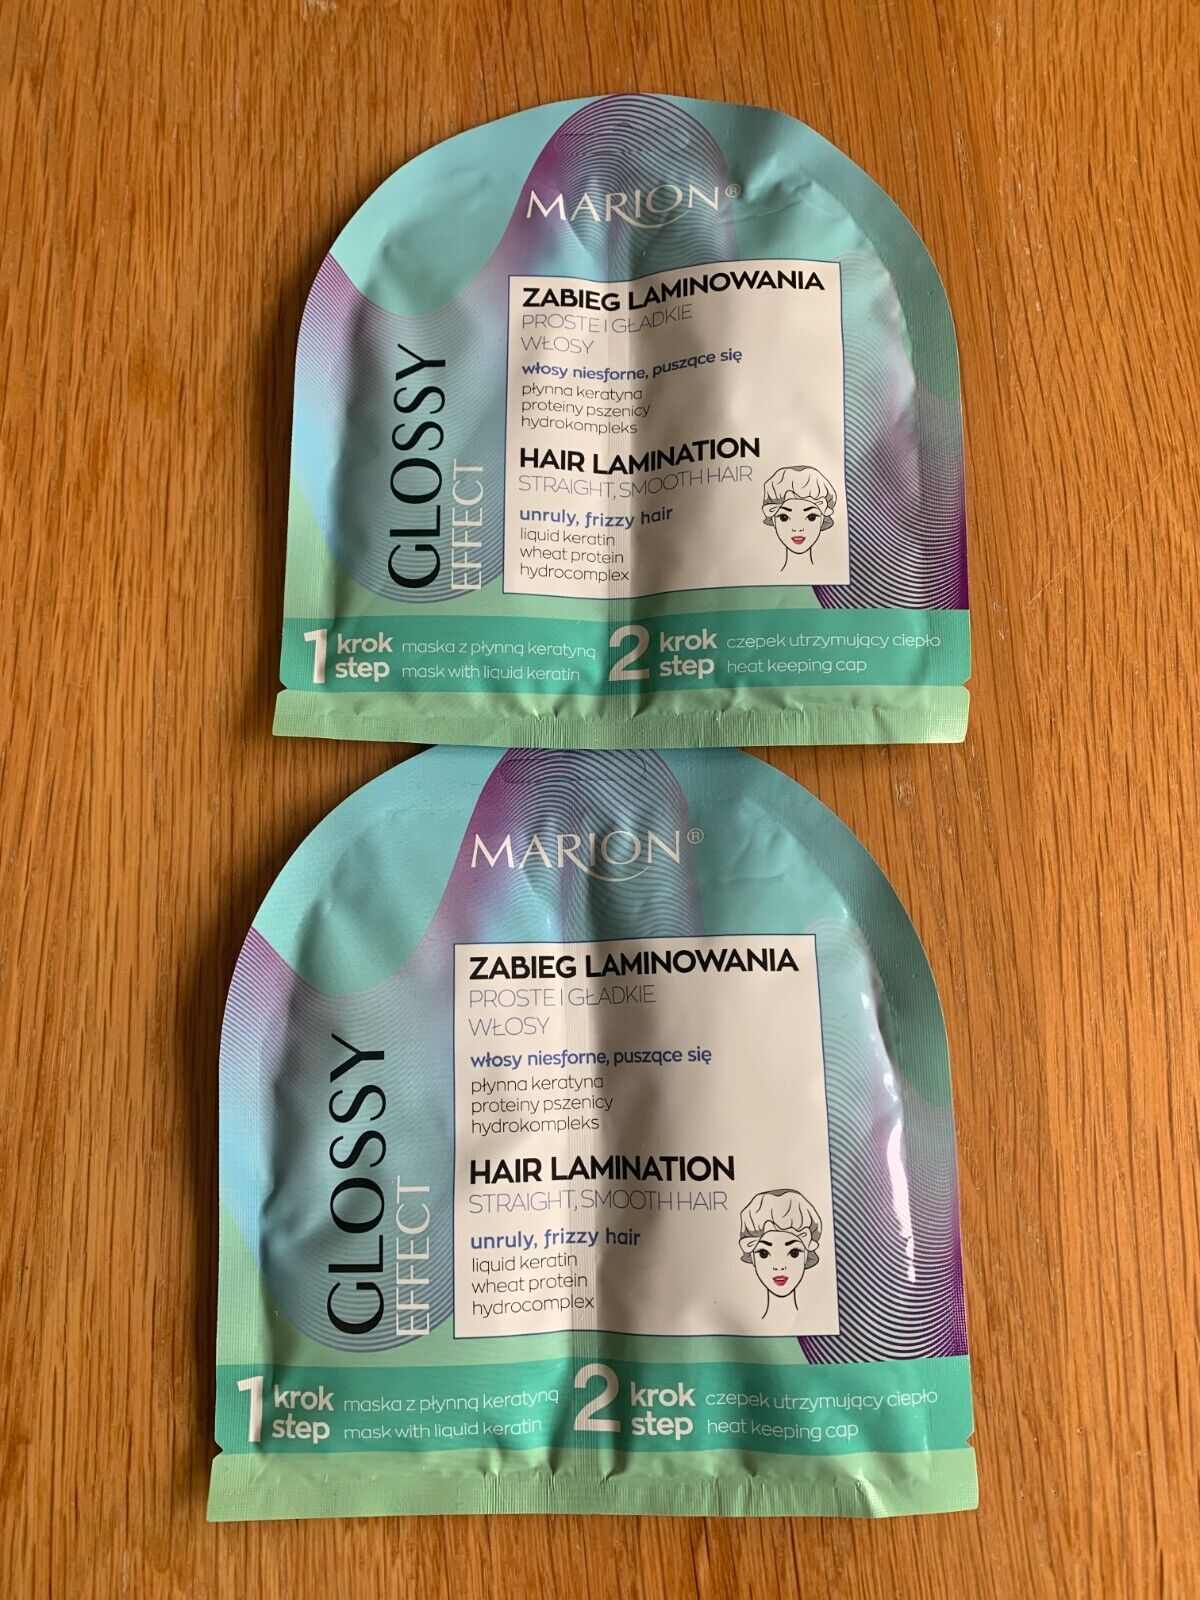 MARION®
ZABIEG LAMINOWANIA
PROSTE I GŁADKIE
WŁOSY
włosy niesforne, puszące się
płynna keratyna
proteiny pszenicy
hydrokompleks
HAIR LAMINATION
STRAIGHT, SMOOTH HAIR
unruly, frizzy hair
liquid keratin
wheat protein
hydrocomplex
GLOSSY
EFFECT
1 krok maska z płynną keratyną
step mask with liquid keratin
2 krok czepek utrzymujący ciepło
step heat keeping cap
MARION®
ZABIEG LAMINOWANIA
PROSTE I GŁADKIE
WŁOSY
włosy niesforne, puszące się
płynna keratyna
proteiny pszenicy
hydrokompleks
HAIR LAMINATION
STRAIGHT, SMOOTH HAIR
unruly, frizzy hair
liquid keratin
wheat protein
hydrocomplex
GLOSSY
EFFECT
1 krok maska z płynną keratyną
step mask with liquid keratin
2 krok czepek utrzymujący ciepło
step heat keeping cap